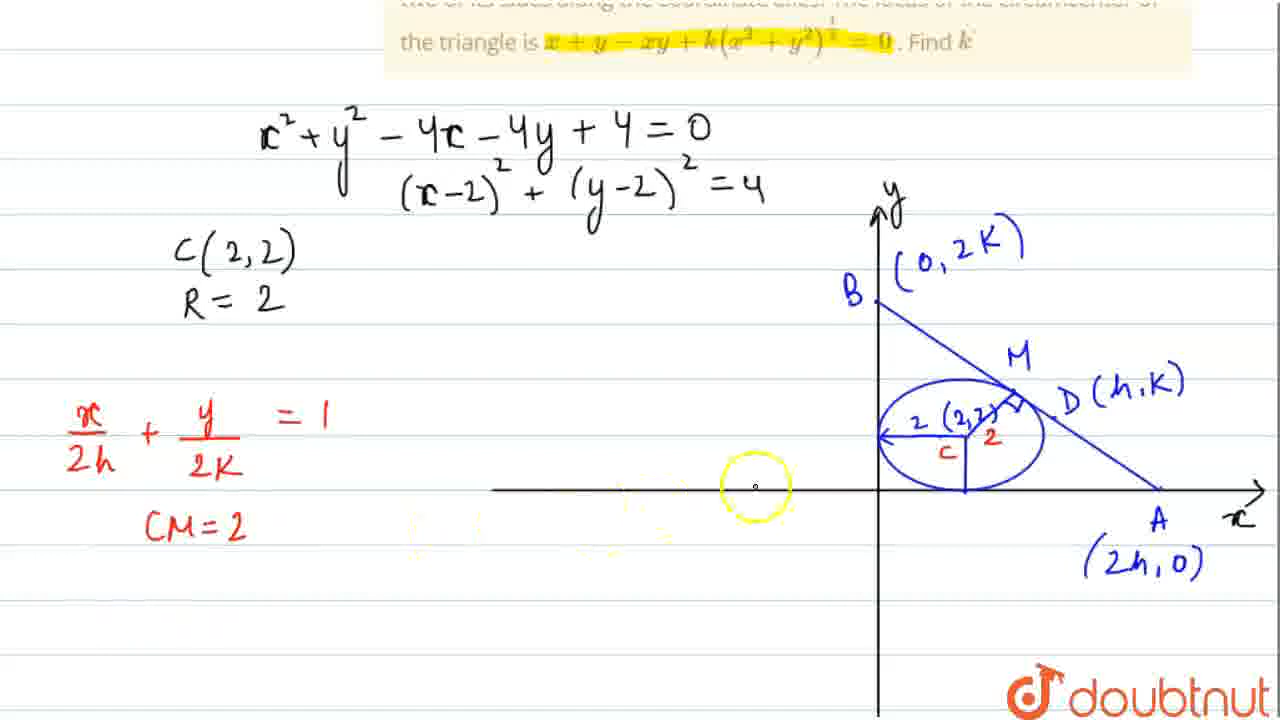 the triangle is x + y − xy + k(x² + y²)^{1/2} = 0 . Find k
x² + y² − 4x − 4y + 4 = 0
(x−2)² + (y−2)² = 4
C(2,2)
R = 2
x/2h + y/2K = 1
CM = 2
y
B (0, 2K)
M
D (h, K)
2 (2,2)
C 2
x
A
(2h, 0)
doubtnut